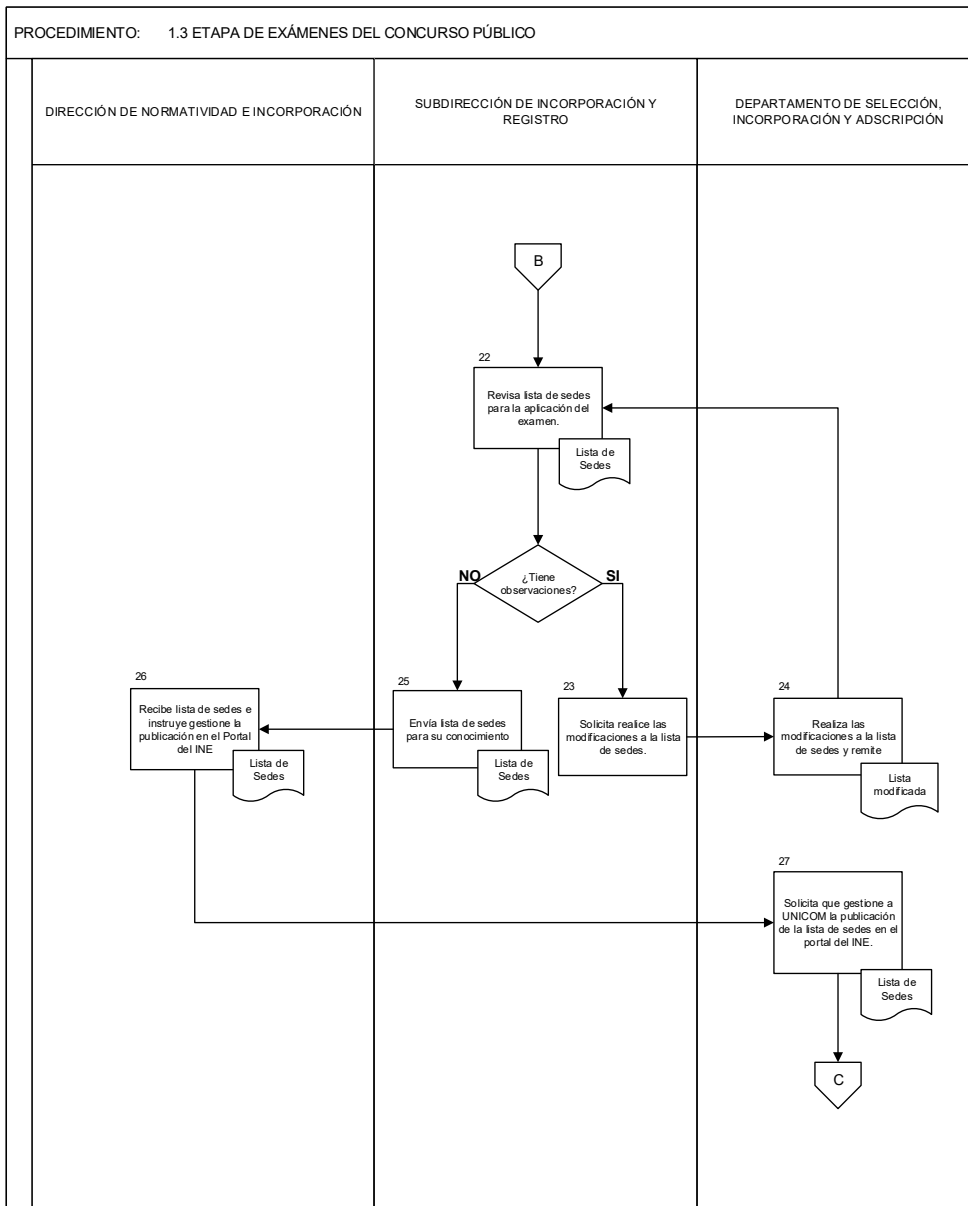 PROCEDIMIENTO: 1.3 ETAPA DE EXÁMENES DEL CONCURSO PÚBLICO
DIRECCIÓN DE NORMATIVIDAD E INCORPORACIÓN
SUBDIRECCIÓN DE INCORPORACIÓN Y
REGISTRO
DEPARTAMENTO DE SELECCIÓN,
INCORPORACIÓN Y ADSCRIPCIÓN
B
22
Revisa lista de sedes
para la aplicación del
examen.
Lista de
Sedes
¿Tiene
observaciones?
NO
SI
26
Recibe lista de sedes e
instruye gestione la
publicación en el Portal
del INE
Lista de
Sedes
25
Envía lista de sedes
para su conocimiento
Lista de
Sedes
23
Solicita realice las
modificaciones a la lista
de sedes.
24
Realiza las
modificaciones a la lista
de sedes y remite
Lista
modificada
27
Solicita que gestione a
UNICOM la publicación
de la lista de sedes en el
portal del INE.
Lista de
Sedes
C